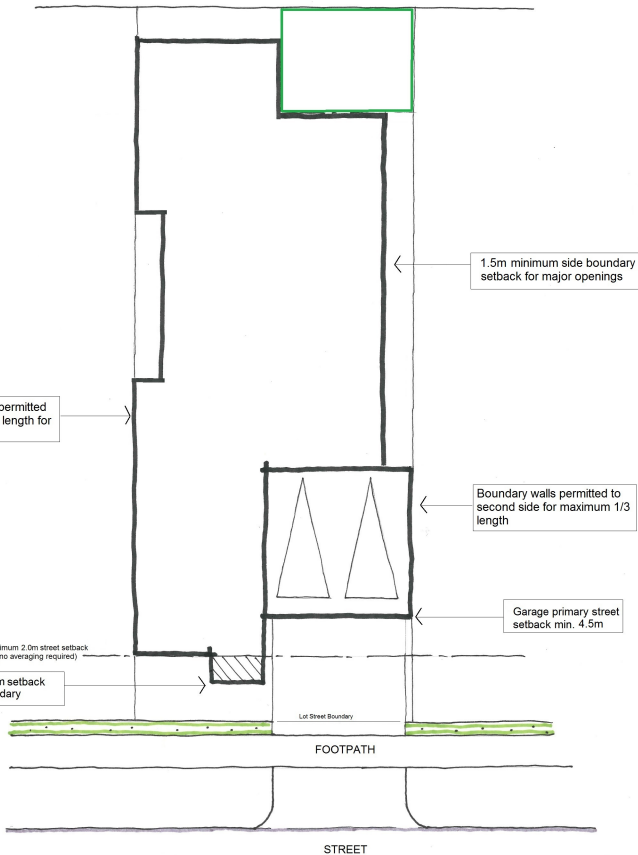 1.5m minimum side boundary
setback for major openings
permitted
length for
Boundary walls permitted to
second side for maximum 1/3
length
Garage primary street
setback min. 4.5m
2.0m street setback
no averaging required)
setback
Lot Street Boundary
FOOTPATH
STREET